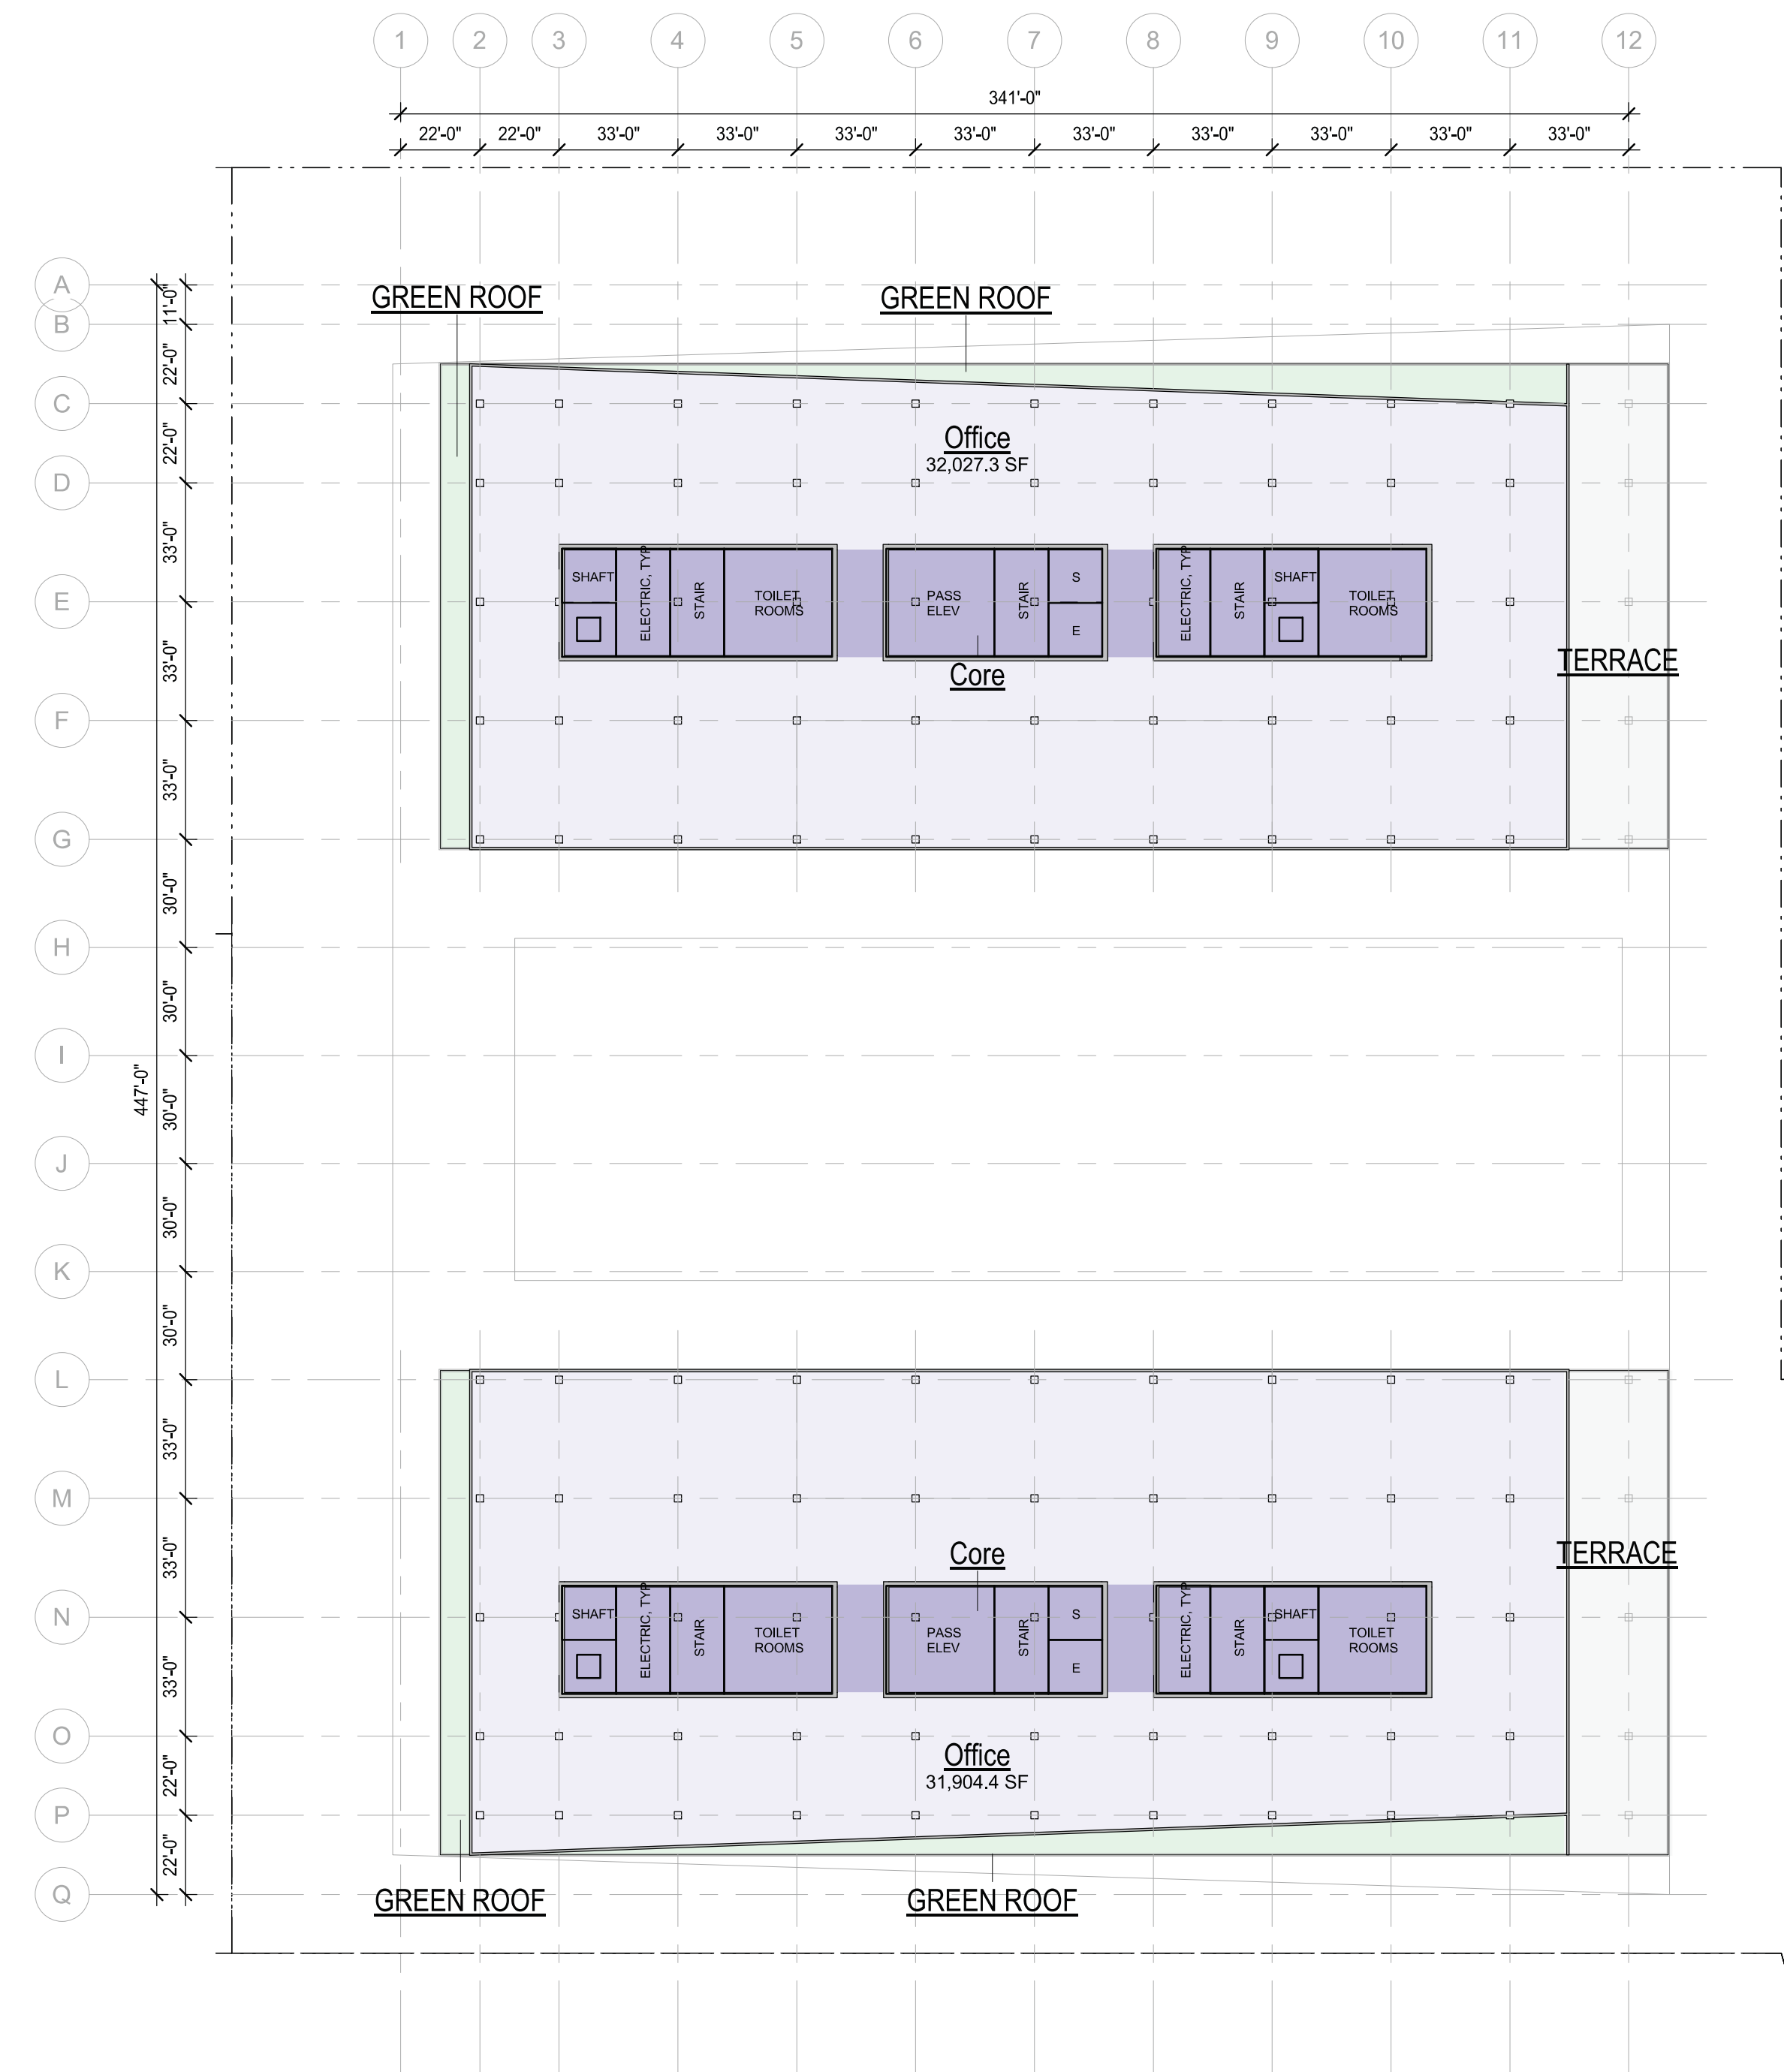 1 2 3 4 5 6 7 8 9 10 11 12
341'-0"
22'-0" 22'-0" 33'-0" 33'-0" 33'-0" 33'-0" 33'-0" 33'-0" 33'-0" 33'-0" 33'-0"
A
11'-0"
B
GREEN ROOF
GREEN ROOF
22'-0"
C
22'-0"
Office
32,027.3 SF
D
33'-0"
SHAFT
ELECTRIC, TYP
STAIR
TOILET
ROOMS
PASS
ELEV
STAIR
S
E
ELECTRIC, TYP
STAIR
SHAFT
TOILET
ROOMS
E
33'-0"
Core
TERRACE
F
33'-0"
G
30'-0"
H
30'-0"
I
447'-0"
30'-0"
J
30'-0"
K
30'-0"
L
33'-0"
M
33'-0"
Core
TERRACE
N
SHAFT
ELECTRIC, TYP
STAIR
TOILET
ROOMS
PASS
ELEV
STAIR
S
E
ELECTRIC, TYP
STAIR
SHAFT
TOILET
ROOMS
33'-0"
O
22'-0"
Office
31,904.4 SF
P
22'-0"
Q
GREEN ROOF
GREEN ROOF